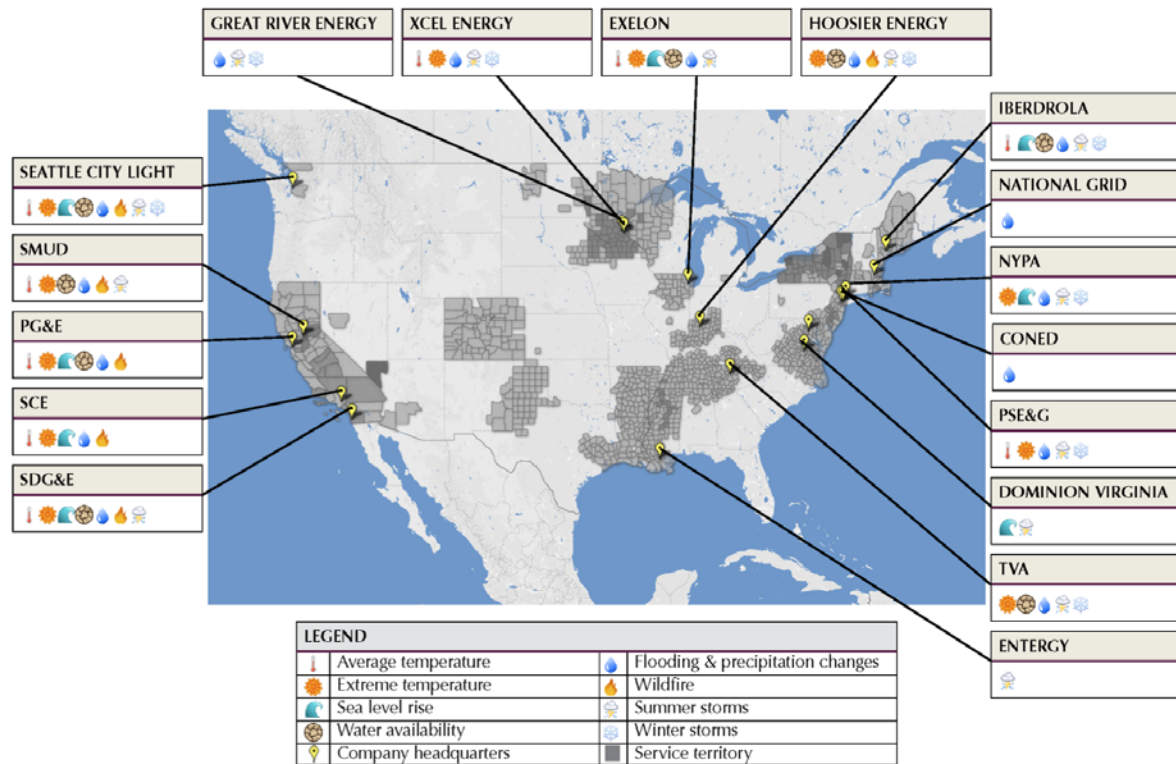 GREAT RIVER ENERGY
XCEL ENERGY
EXELON
HOOSIER ENERGY
IBERDROLA
SEATTLE CITY LIGHT
NATIONAL GRID
SMUD
NYPA
PG&E
CONED
SCE
PSE&G
SDG&E
DOMINION VIRGINIA
TVA
ENTERGY
LEGEND
Average temperature
Flooding & precipitation changes
Extreme temperature
Wildfire
Sea level rise
Summer storms
Water availability
Winter storms
Company headquarters
Service territory